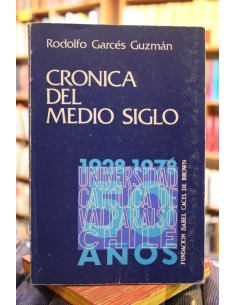 Rodolfo Garcés Guzmán
CRONICA
DEL
MEDIO SIGLO
1928-1978
UNIVERSIDAD
CATOLICA DE
VALPARAISO
CHILE
50
AÑOS
FUNDACION ISABEL CACES DE BROWN